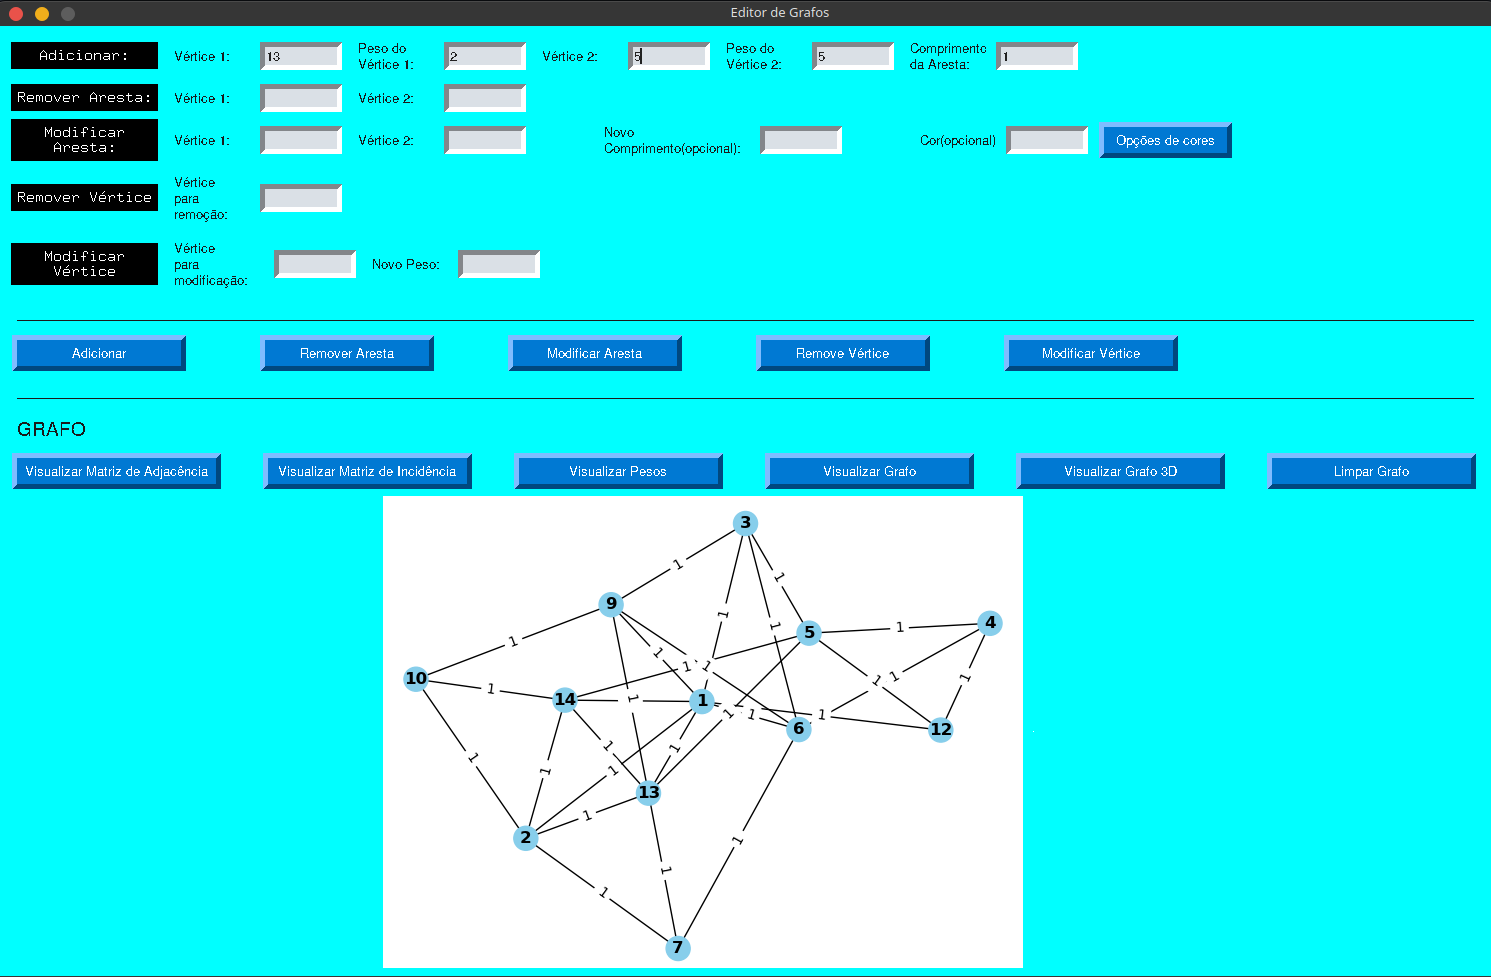 Editor de Grafos
Adicionar:
Vértice 1:
13
Peso do
Vértice 1:
2
Vértice 2:
5
Peso do
Vértice 2:
5
Comprimento
da Aresta:
1
Remover Aresta:
Vértice 1:
Vértice 2:
Modificar
Aresta:
Vértice 1:
Vértice 2:
Novo
Comprimento(opcional):
Cor(opcional)
Opções de cores
Remover Vértice
Vértice
para
remoção:
Modificar
Vértice
Vértice
para
modificação:
Novo Peso:
Adicionar
Remover Aresta
Modificar Aresta
Remove Vértice
Modificar Vértice
GRAFO
Visualizar Matriz de Adjacência
Visualizar Matriz de Incidência
Visualizar Pesos
Visualizar Grafo
Visualizar Grafo 3D
Limpar Grafo
3
1
1
9
1
1
5
1
4
1
1
1
1
10
1
1
1
1
1
14
1
1
1
1
1
6
12
1
1
1
1
1
13
1
2
1
1
1
7